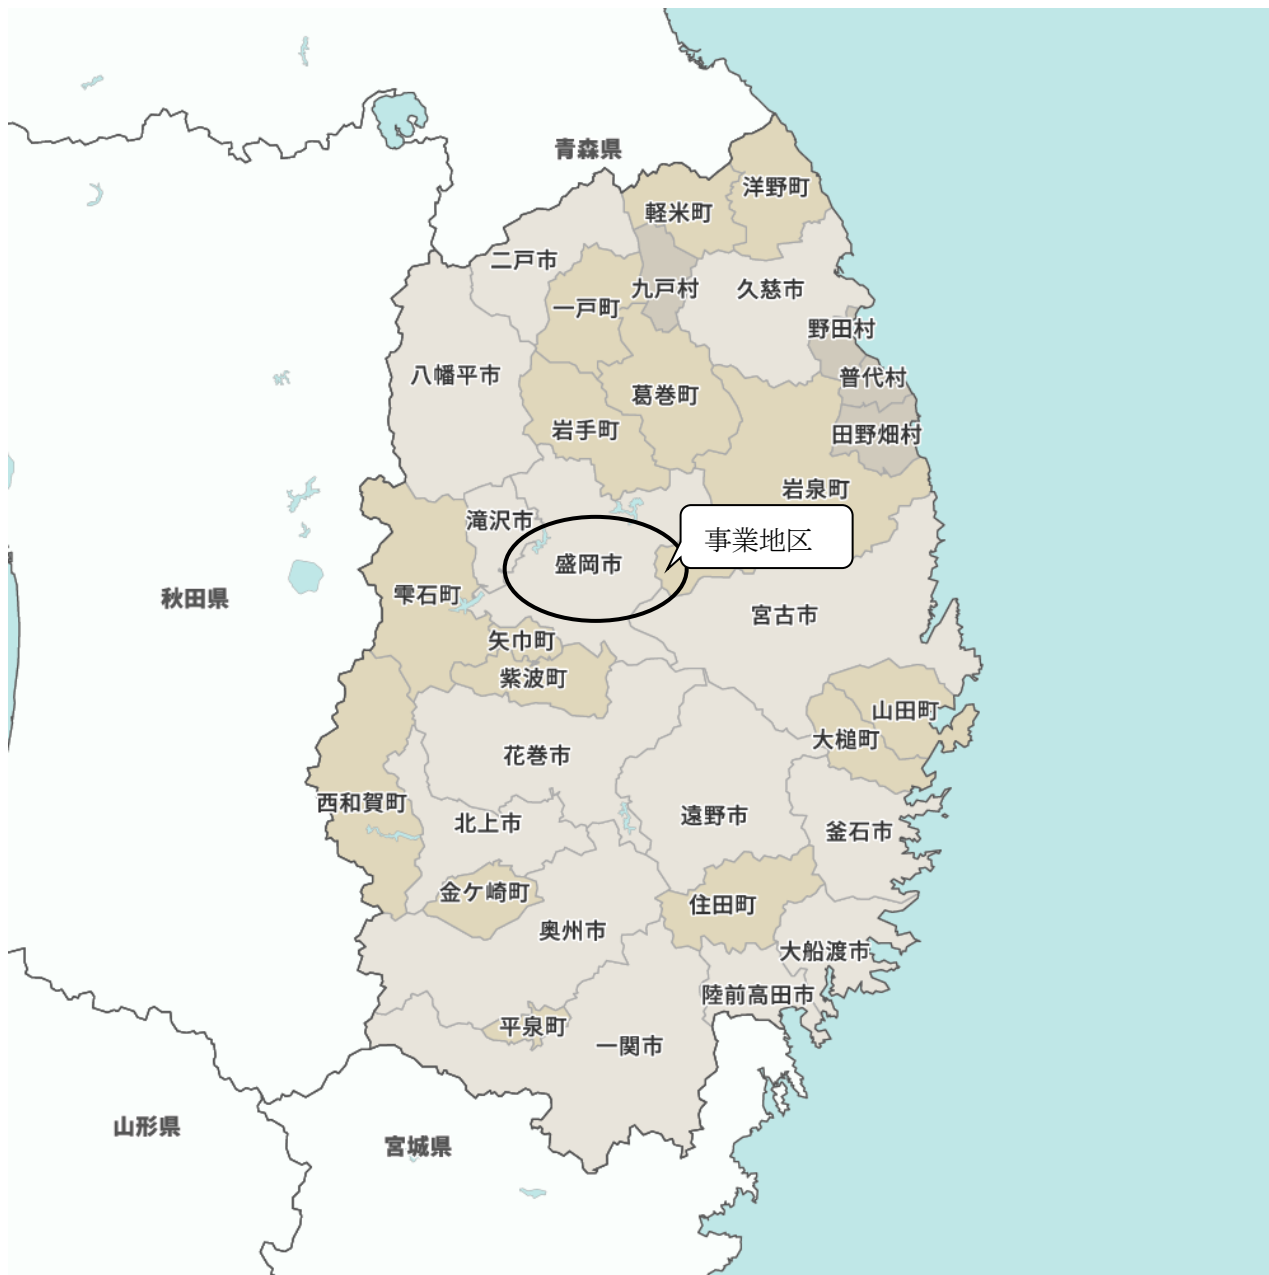 青森県
洋野町
軽米町
二戸市
九戸村
久慈市
一戸町
野田村
八幡平市
普代村
葛巻町
岩手町
田野畑村
岩泉町
滝沢市
事業地区
盛岡市
雫石町
秋田県
宮古市
矢巾町
紫波町
山田町
大槌町
花巻市
西和賀町
遠野市
北上市
釜石市
金ケ崎町
住田町
奥州市
大船渡市
陸前高田市
平泉町
一関市
山形県
宮城県